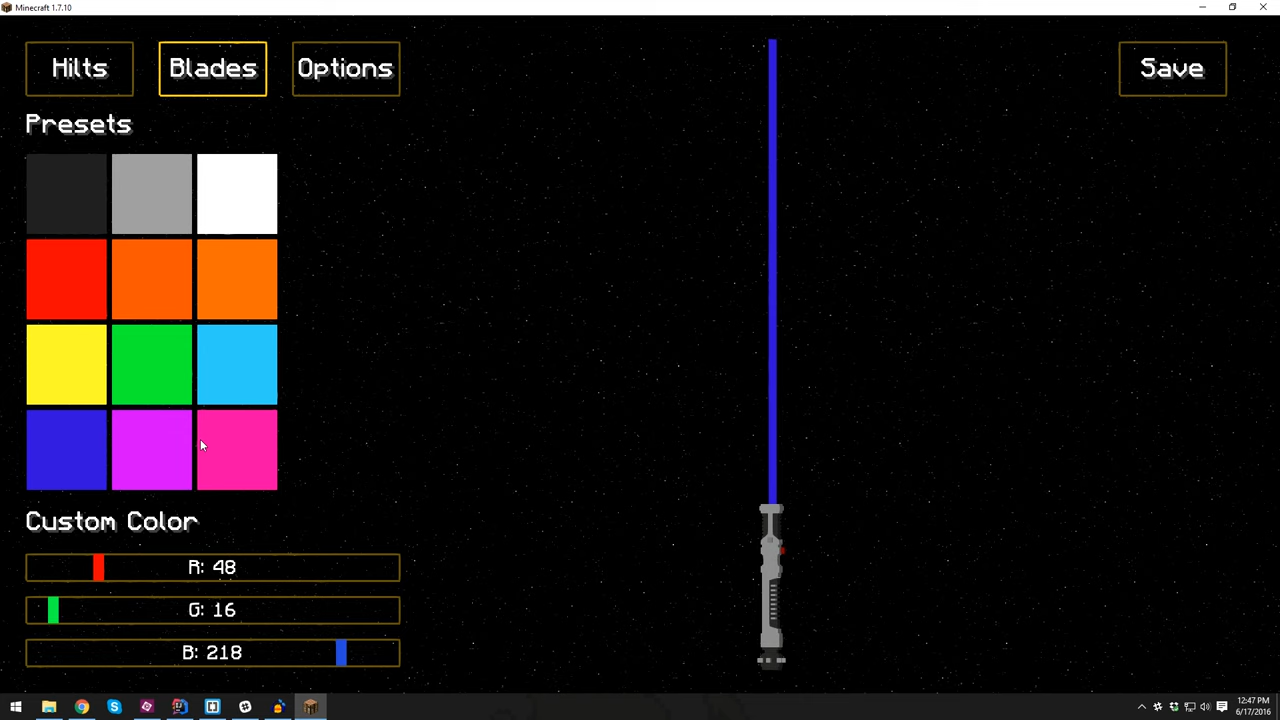 Minecraft 1.7.10
Hilts
Blades
Options
Save
Presets
Custom Color
R: 48
G: 16
B: 218
12:47 PM
6/17/2016